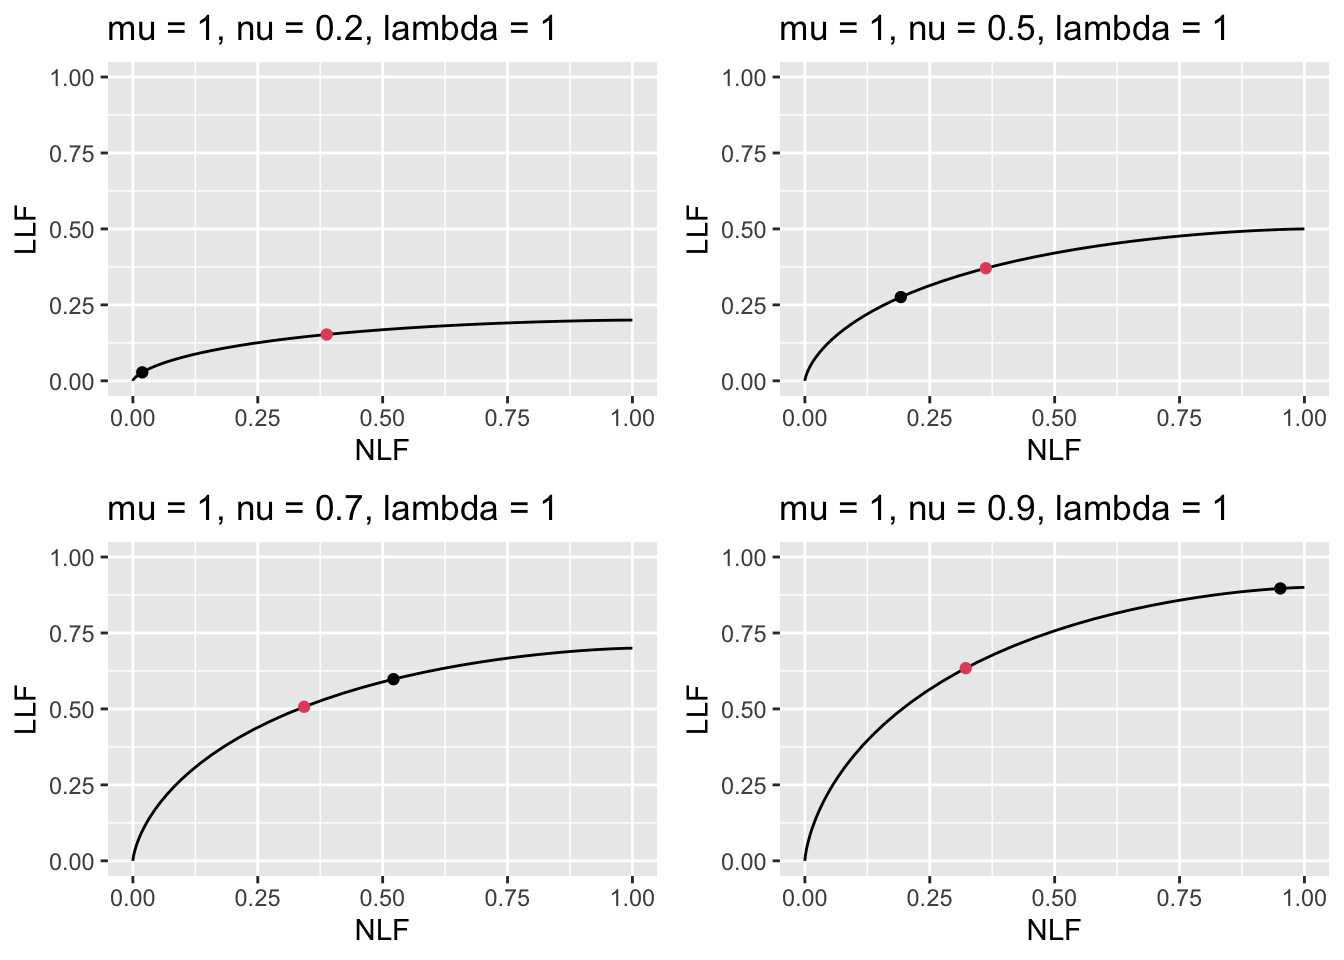 mu = 1, nu = 0.2, lambda = 1
1.00
0.75
0.50
0.25
0.00
LLF
0.00 0.25 0.50 0.75 1.00
NLF
mu = 1, nu = 0.5, lambda = 1
1.00
0.75
0.50
0.25
0.00
LLF
0.00 0.25 0.50 0.75 1.00
NLF
mu = 1, nu = 0.7, lambda = 1
1.00
0.75
0.50
0.25
0.00
LLF
0.00 0.25 0.50 0.75 1.00
NLF
mu = 1, nu = 0.9, lambda = 1
1.00
0.75
0.50
0.25
0.00
LLF
0.00 0.25 0.50 0.75 1.00
NLF